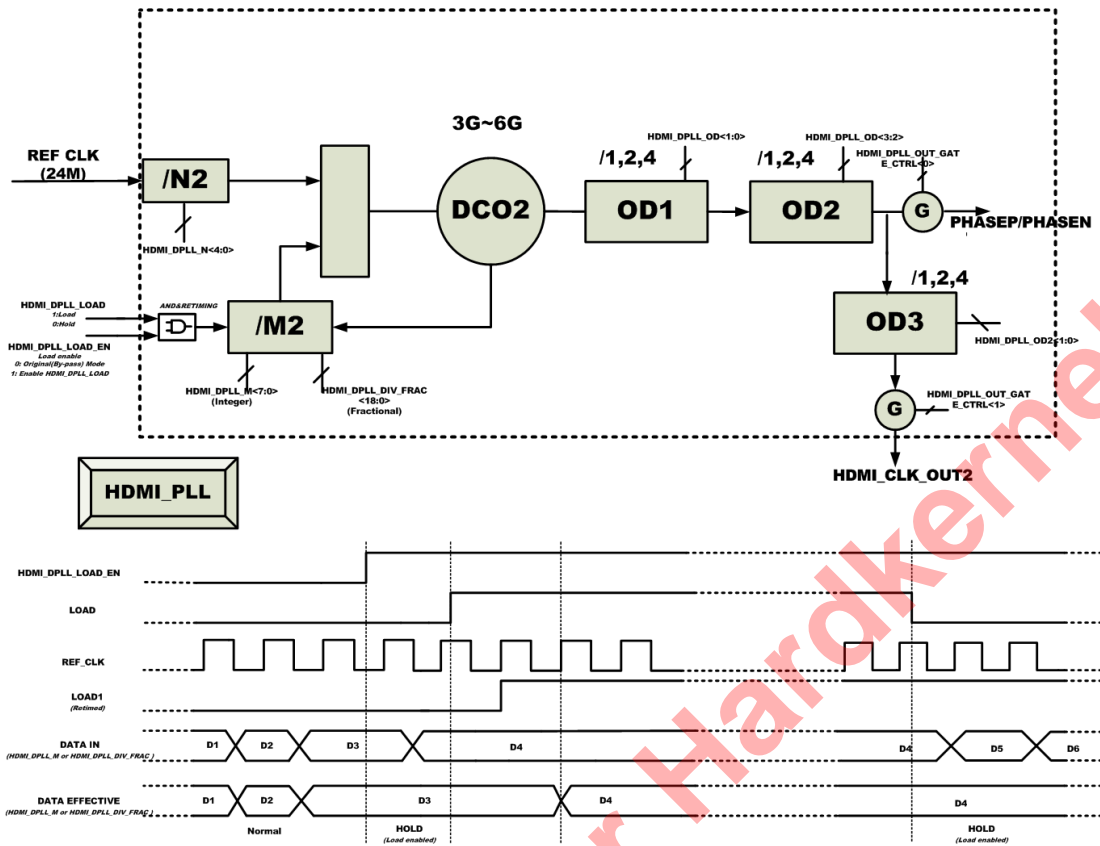 3G~6G
HDMI_DPLL_OD<1:0>
HDMI_DPLL_OD<3:2>
HDMI_DPLL_OUT_GAT
E_CTRL<0>
REF CLK
(24M)
/N2
/1,2,4
/1,2,4
DCO2
OD1
OD2
G
PHASEP/PHASEN
HDMI_DPLL_N<4:0>
/1,2,4
HDMI_DPLL_LOAD
1:Load
0:Hold
AND&RETIMING
/M2
OD3
HDMI_DPLL_OD2<1:0>
HDMI_DPLL_LOAD_EN
Load enable
0: Original(By-pass) Mode
1: Enable HDMI_DPLL_LOAD
HDMI_DPLL_M<7:0>
(Integer)
HDMI_DPLL_DIV_FRAC
<18:0>
(Fractional)
G
HDMI_DPLL_OUT_GAT
E_CTRL<1>
HDMI_CLK_OUT2
HDMI_PLL
HDMI_DPLL_LOAD_EN
LOAD
REF_CLK
LOAD1
(Retimed)
DATA IN
(HDMI_DPLL_M or HDMI_DPLL_DIV_FRAC )
D1 D2 D3 D4 D4 D5 D6
DATA EFFECTIVE
(HDMI_DPLL_M or HDMI_DPLL_DIV_FRAC)
D1 D2 D3 D4 D4
Normal
HOLD
(Load enabled)
HOLD
(Load enabled)
r Hardkernel